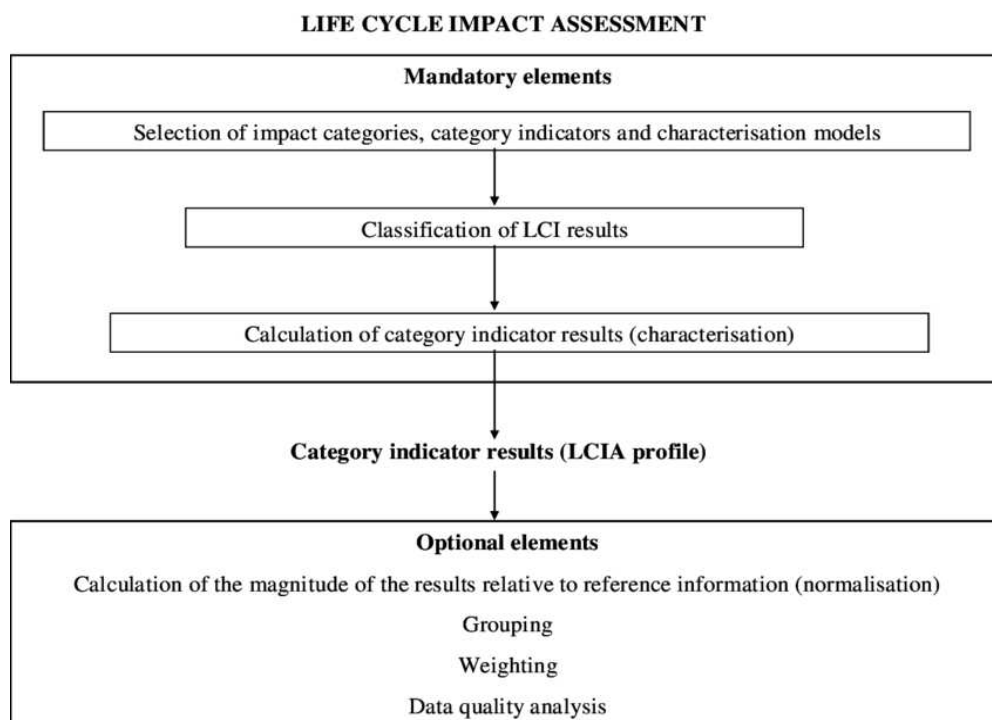 LIFE CYCLE IMPACT ASSESSMENT
Mandatory elements
Selection of impact categories, category indicators and characterisation models
Classification of LCI results
Calculation of category indicator results (characterisation)
Category indicator results (LCIA profile)
Optional elements
Calculation of the magnitude of the results relative to reference information (normalisation)
Grouping
Weighting
Data quality analysis